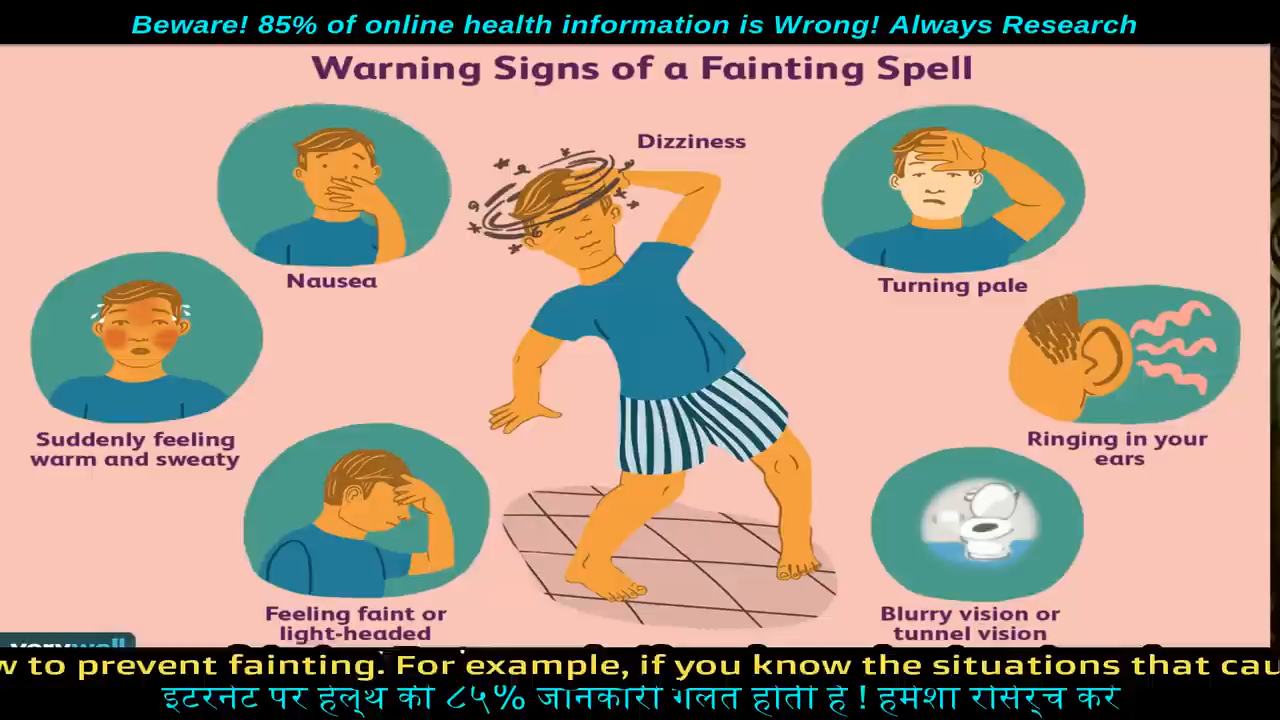 Beware! 85% of online health information is Wrong! Always Research
Warning Signs of a Fainting Spell
Dizziness
Nausea
Turning pale
Suddenly feeling
warm and sweaty
Ringing in your
ears
Feeling faint or
light-headed
Blurry vision or
tunnel vision
verywell
w to prevent fainting. For example, if you know the situations that cau
इंटरनेट पर हेल्थ की ८५% जानकारी गलत होती है ! हमेशा रिसर्च करें